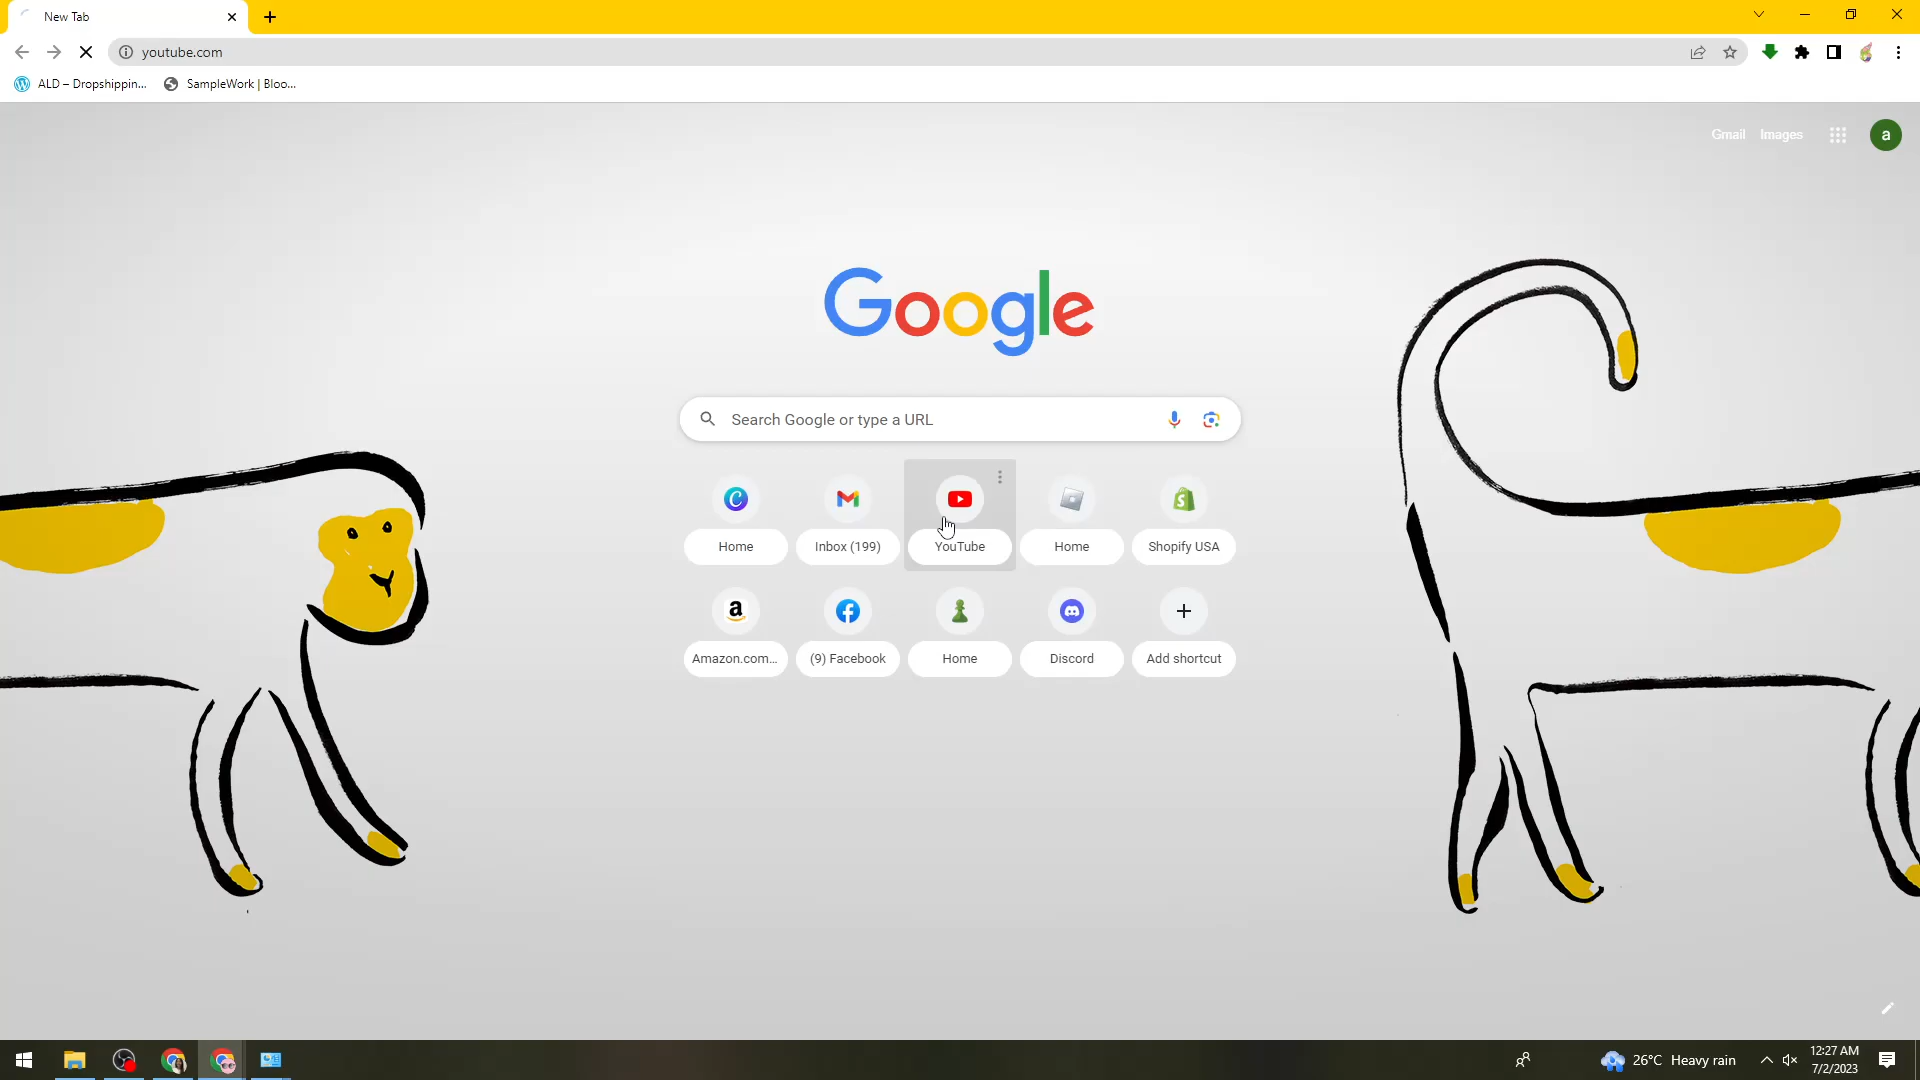 New Tab
youtube.com
ALD – Dropshippin... SampleWork | Bloo...
Gmail Images a
Google
Search Google or type a URL
Home Inbox (199) YouTube Home Shopify USA
Amazon.com... (9) Facebook Home Discord Add shortcut
26°C Heavy rain 12:27 AM
7/2/2023